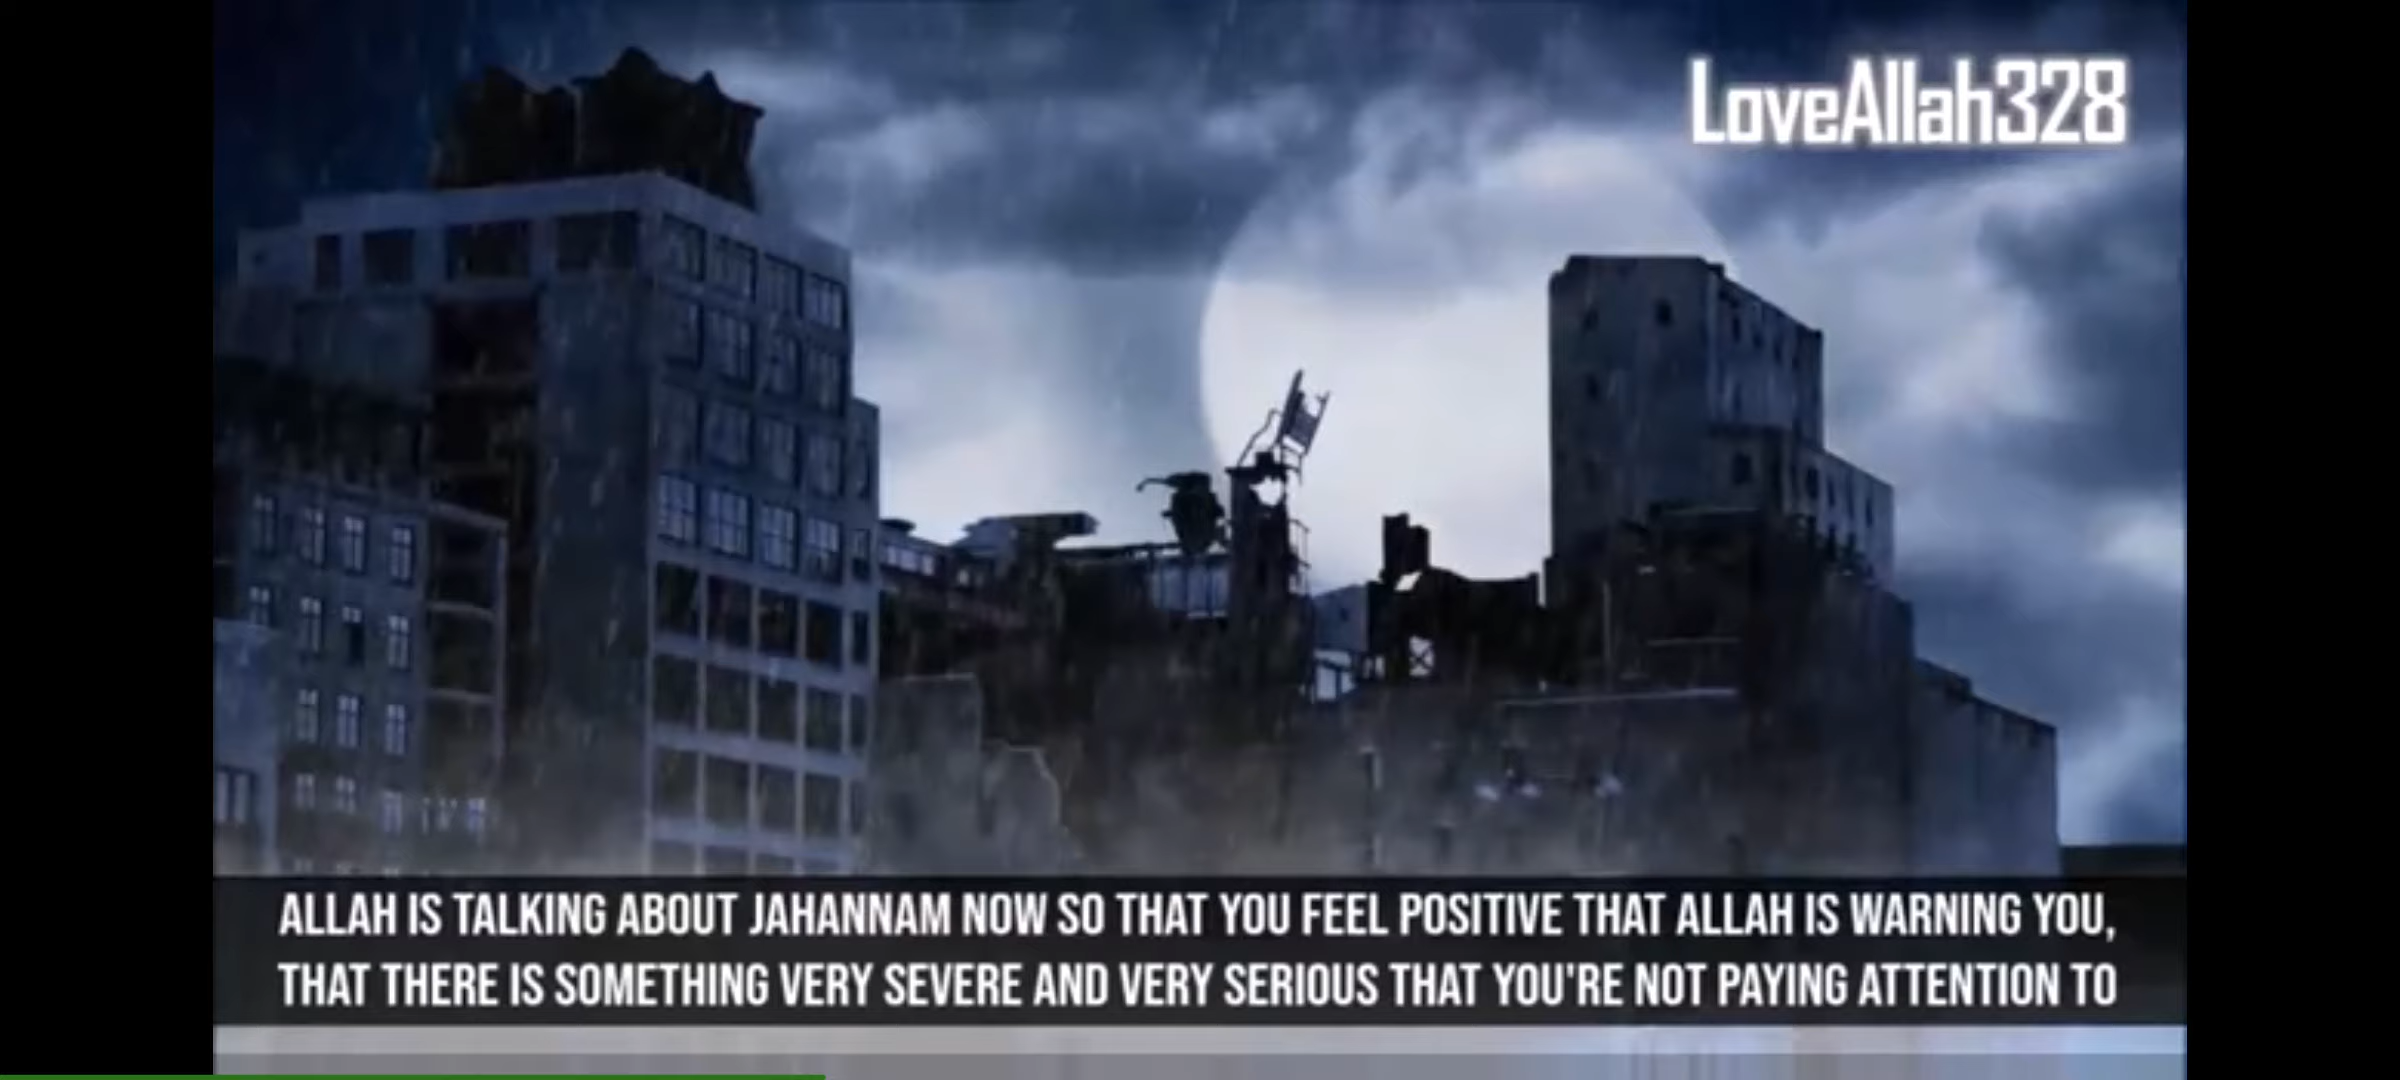 LoveAllah328
ALLAH IS TALKING ABOUT JAHANNAM NOW SO THAT YOU FEEL POSITIVE THAT ALLAH IS WARNING YOU,
THAT THERE IS SOMETHING VERY SEVERE AND VERY SERIOUS THAT YOU'RE NOT PAYING ATTENTION TO